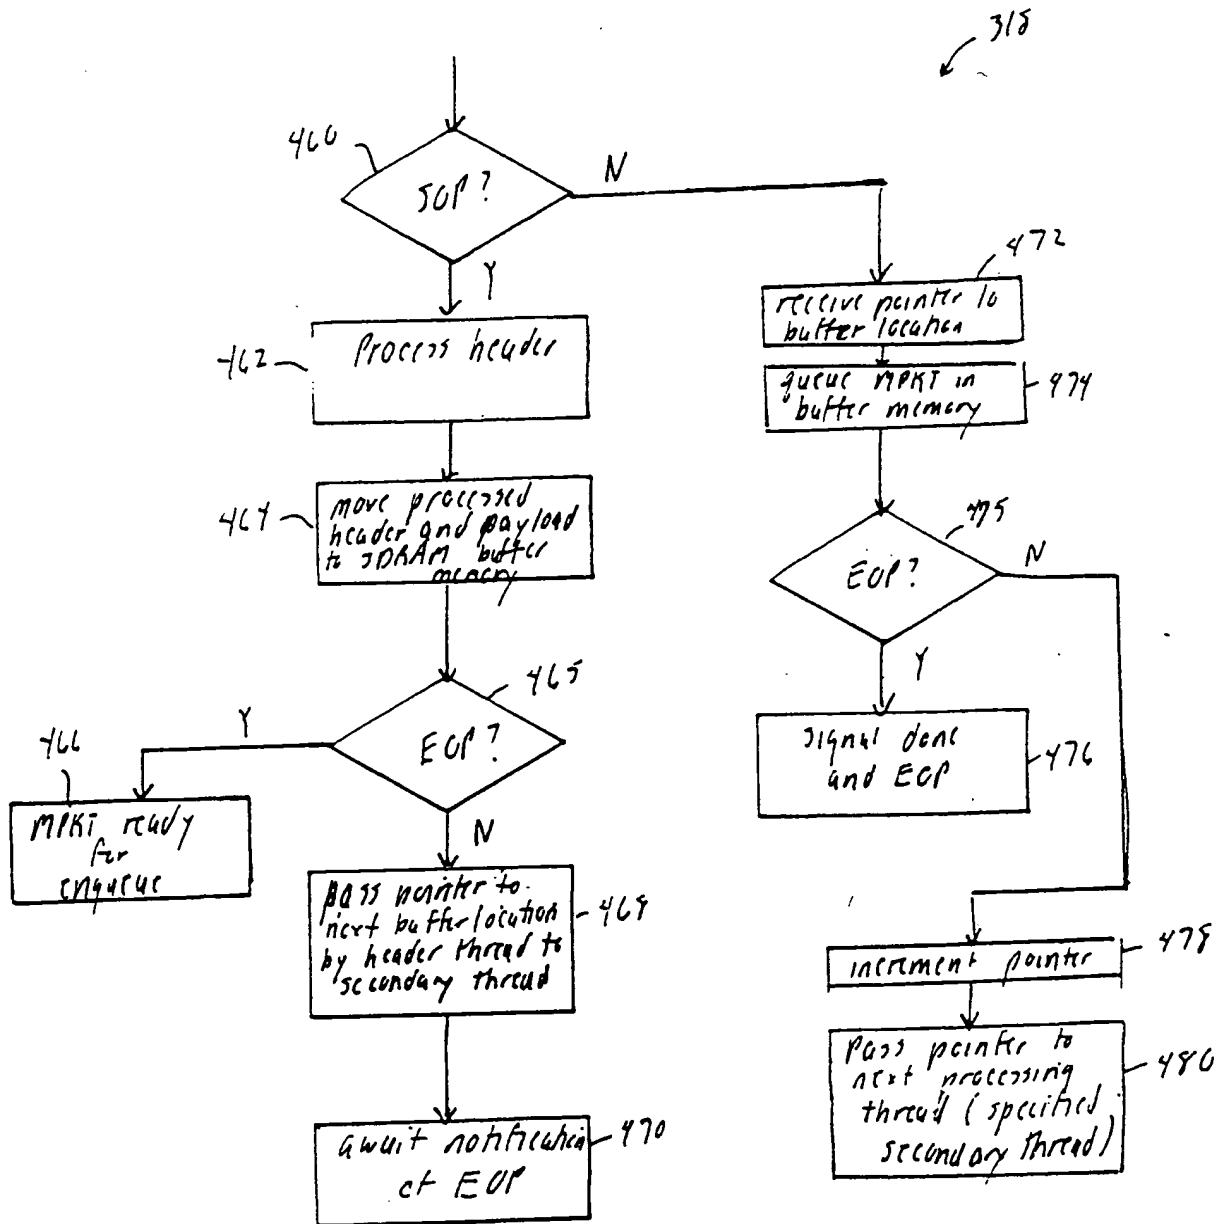 318
460
SOP?
N
Y
472
receive pointer to
buffer location
462
Process header
queue MPKT in
buffer memory
474
464
move processed
header and payload
to SDRAM buffer
memory
475
EOP?
N
Y
465
EOP?
Y
466
MPKT ready
for
enqueue
signal done
and EOP
476
N
pass pointer to
next buffer location
by header thread to
secondary thread
468
increment pointer
478
Pass pointer to
next processing
thread (specified
secondary thread)
480
await notification
of EOP
470